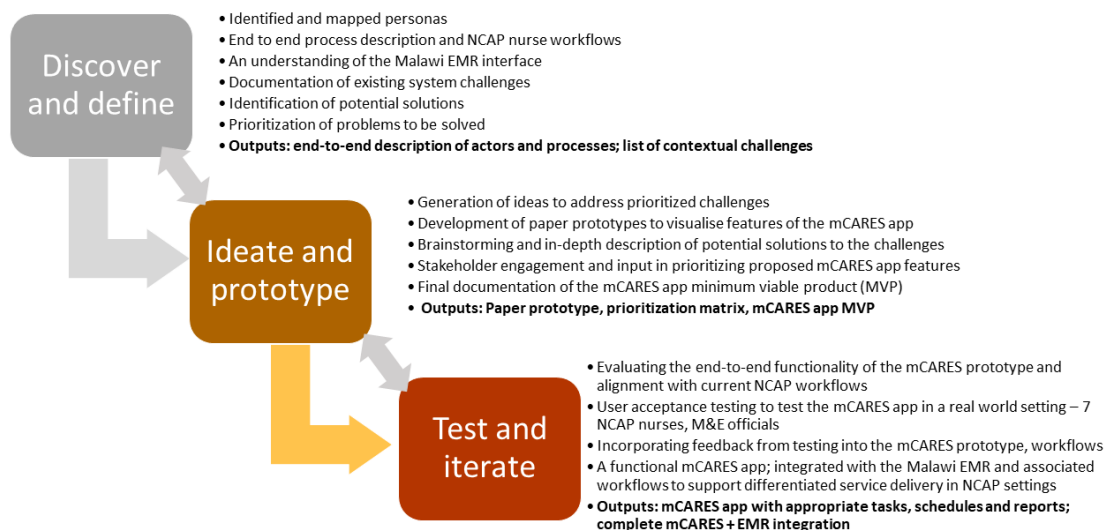 Discover
and define
• Identified and mapped personas
• End to end process description and NCAP nurse workflows
• An understanding of the Malawi EMR interface
• Documentation of existing system challenges
• Identification of potential solutions
• Prioritization of problems to be solved
• Outputs: end-to-end description of actors and processes; list of contextual challenges
Ideate and
prototype
• Generation of ideas to address prioritized challenges
• Development of paper prototypes to visualise features of the mCARES app
• Brainstorming and in-depth description of potential solutions to the challenges
• Stakeholder engagement and input in prioritizing proposed mCARES app features
• Final documentation of the mCARES app minimum viable product (MVP)
• Outputs: Paper prototype, prioritization matrix, mCARES app MVP
Test and
iterate
• Evaluating the end-to-end functionality of the mCARES prototype and
alignment with current NCAP workflows
• User acceptance testing to test the mCARES app in a real world setting – 7
NCAP nurses, M&E officials
• Incorporating feedback from testing into the mCARES prototype, workflows
• A functional mCARES app; integrated with the Malawi EMR and associated
workflows to support differentiated service delivery in NCAP settings
• Outputs: mCARES app with appropriate tasks, schedules and reports;
complete mCARES + EMR integration